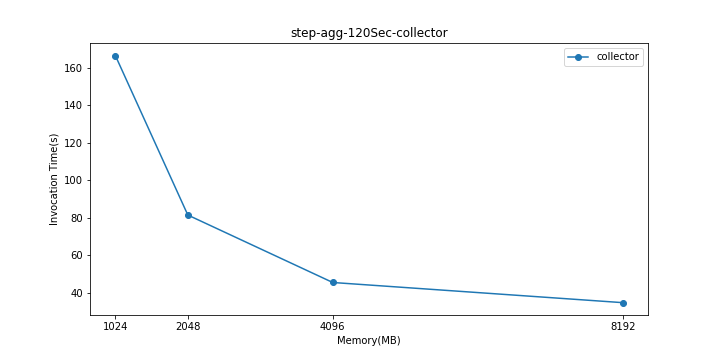 step-agg-120Sec-collector
collector
Invocation Time(s)
160
140
120
100
80
60
40
1024 2048 4096 8192
Memory(MB)